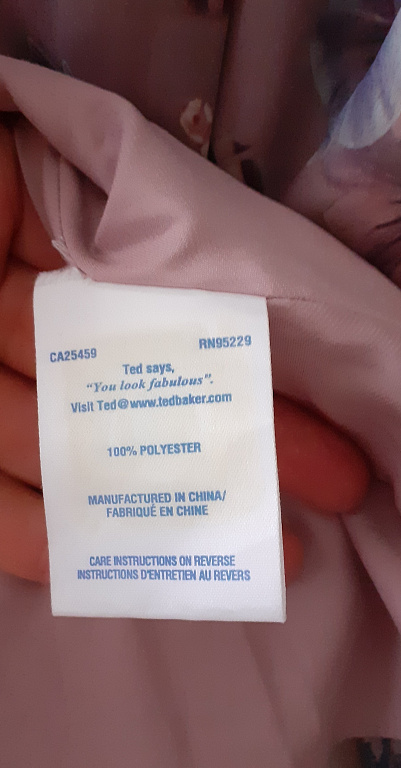 CA25459 RN95229
Ted says,
"You look fabulous".
Visit Ted@www.tedbaker.com
100% POLYESTER
MANUFACTURED IN CHINA/
FABRIQUÉ EN CHINE
CARE INSTRUCTIONS ON REVERSE
INSTRUCTIONS D'ENTRETIEN AU REVERS